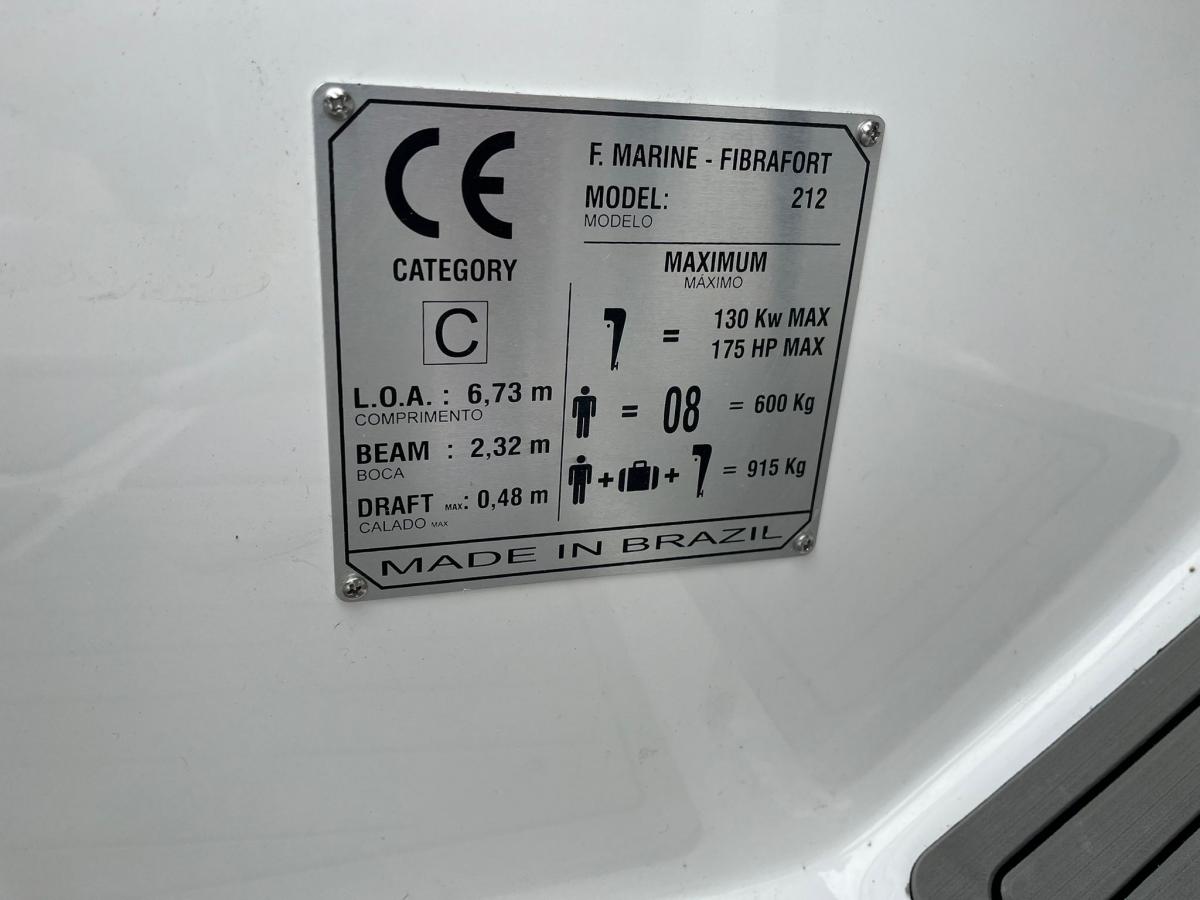 CE
F. MARINE - FIBRAFORT
MODEL: 212
MODELO
CATEGORY
C
L.O.A. : 6,73 m
COMPRIMENTO
BEAM : 2,32 m
BOCA
DRAFT MAX: 0,48 m
CALADO MAX
MAXIMUM
MÁXIMO
= 130 Kw MAX
175 HP MAX
= 08 = 600 Kg
+ + = 915 Kg
MADE IN BRAZIL